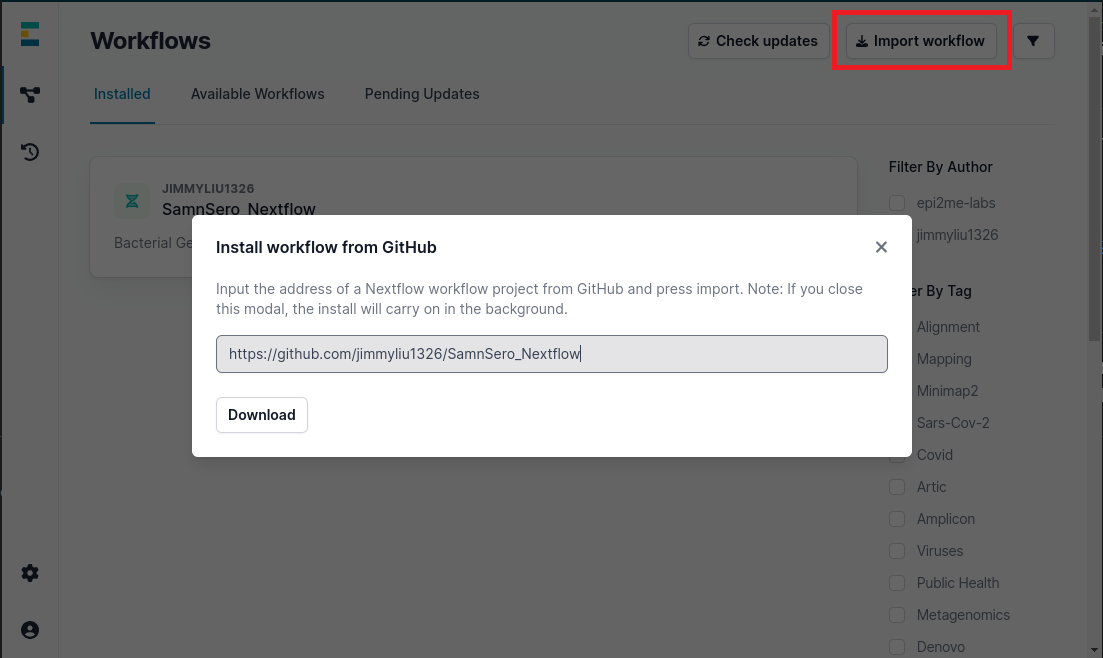 Workflows
Check updates
Import workflow
Installed
Available Workflows
Pending Updates
JIMMYLIU1326
SamnSero_Nextflow
Bacterial Ge
Filter By Author
epi2me-labs
jimmyliu1326
Install workflow from GitHub
Input the address of a Nextflow workflow project from GitHub and press import. Note: If you close
this modal, the install will carry on in the background.
https://github.com/jimmyliu1326/SamnSero_Nextflow
Download
er By Tag
Alignment
Mapping
Minimap2
Sars-Cov-2
Covid
Artic
Amplicon
Viruses
Public Health
Metagenomics
Denovo